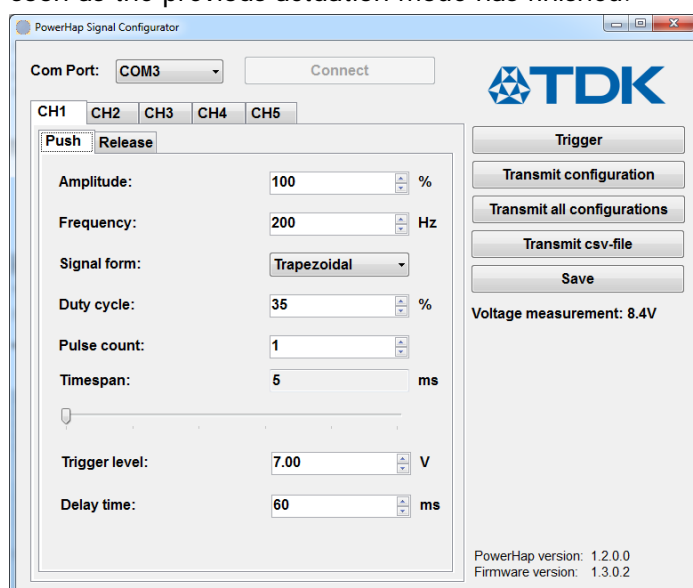 PowerHap Signal Configurator
Com Port: COM3 Connect
TDK
CH1 CH2 CH3 CH4 CH5
Push Release
Amplitude: 100 %
Frequency: 200 Hz
Signal form: Trapezoidal
Duty cycle: 35 %
Pulse count: 1
Timespan: 5 ms
Trigger level: 7.00 V
Delay time: 60 ms
Trigger
Transmit configuration
Transmit all configurations
Transmit csv-file
Save
Voltage measurement: 8.4V
PowerHap version: 1.2.0.0
Firmware version: 1.3.0.2